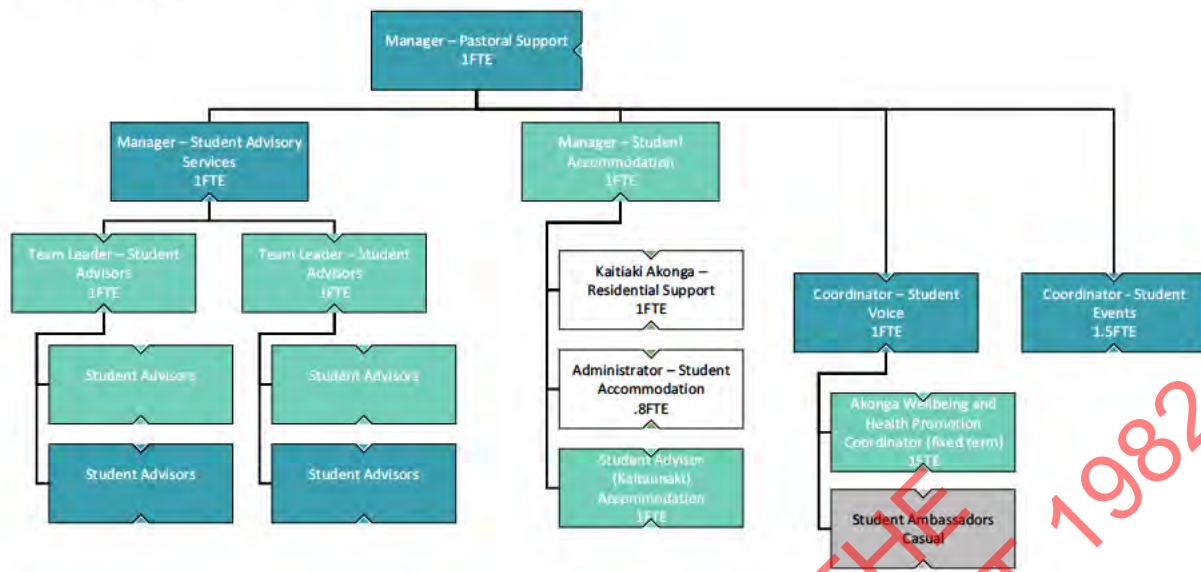 Manager – Pastoral Support
1FTE
Manager – Student Advisory
Services
1FTE
Manager – Student
Accommodation
1FTE
Team Leader – Student
Advisors
1FTE
Team Leader – Student
Advisors
1FTE
Student Advisors
Student Advisors
Student Advisors
Student Advisors
Kaitiaki Akonga –
Residential Support
1FTE
Administrator – Student
Accommodation
.8FTE
Student Advisor
Accommodation
1FTE
Coordinator – Student
Voice
1FTE
Akonga Wellbeing and
Health Promotion
Coordinator (fixed term)
1FTE
Student Ambassadors
Casual
Coordinator - Student
Events
1.5FTE
THE
1982